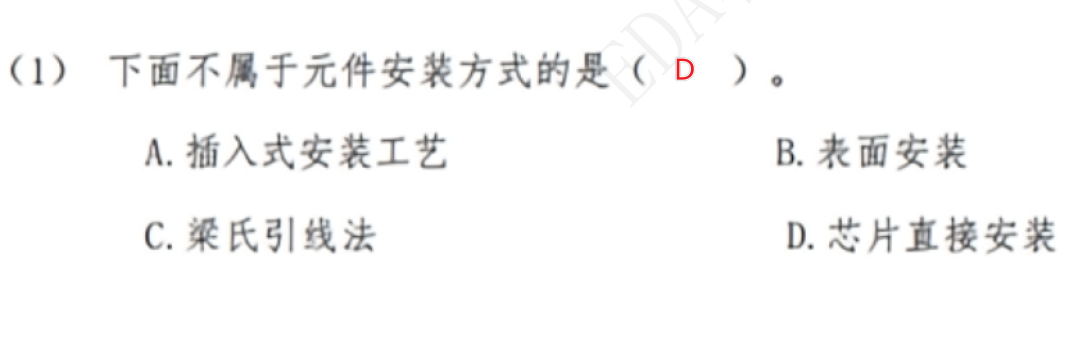 (1) 下面不属于元件安装方式的是（ D ）。
A.插入式安装工艺 B.表面安装
C.梁氏引线法 D.芯片直接安装
EDA